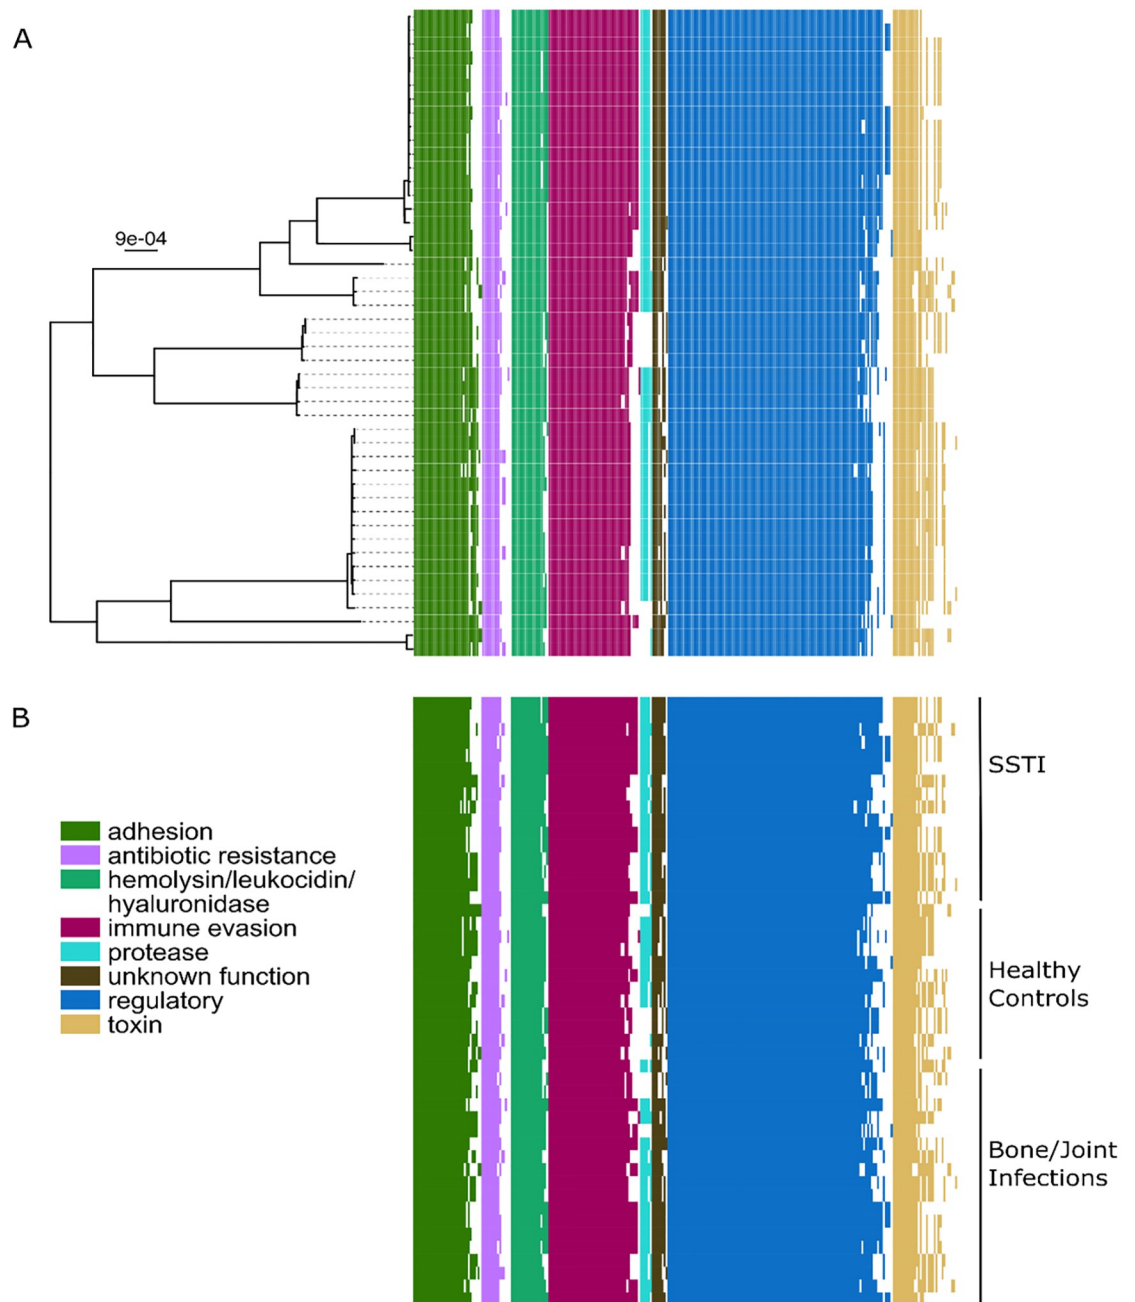 A
9e-04
B
SSTI
adhesion
antibiotic resistance
hemolysin/leukocidin/
hyaluronidase
immune evasion
protease
unknown function
regulatory
toxin
Healthy
Controls
Bone/Joint
Infections